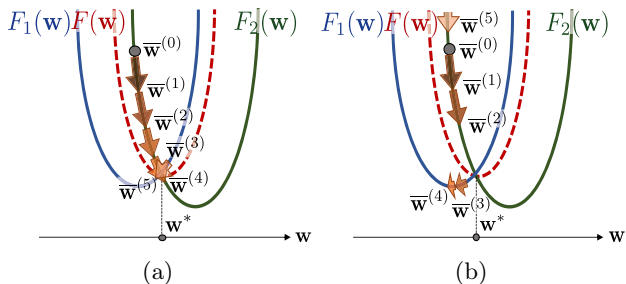 F₁(w) F(w) F₂(w)
w̅⁽⁰⁾
w̅⁽¹⁾
w̅⁽²⁾
w̅⁽³⁾
w̅⁽⁴⁾
w̅⁽⁵⁾
w*
w
(a)
F₁(w) F(w) F₂(w)
w̅⁽⁵⁾
w̅⁽⁰⁾
w̅⁽¹⁾
w̅⁽²⁾
w̅⁽⁴⁾
w̅⁽³⁾
w*
w
(b)